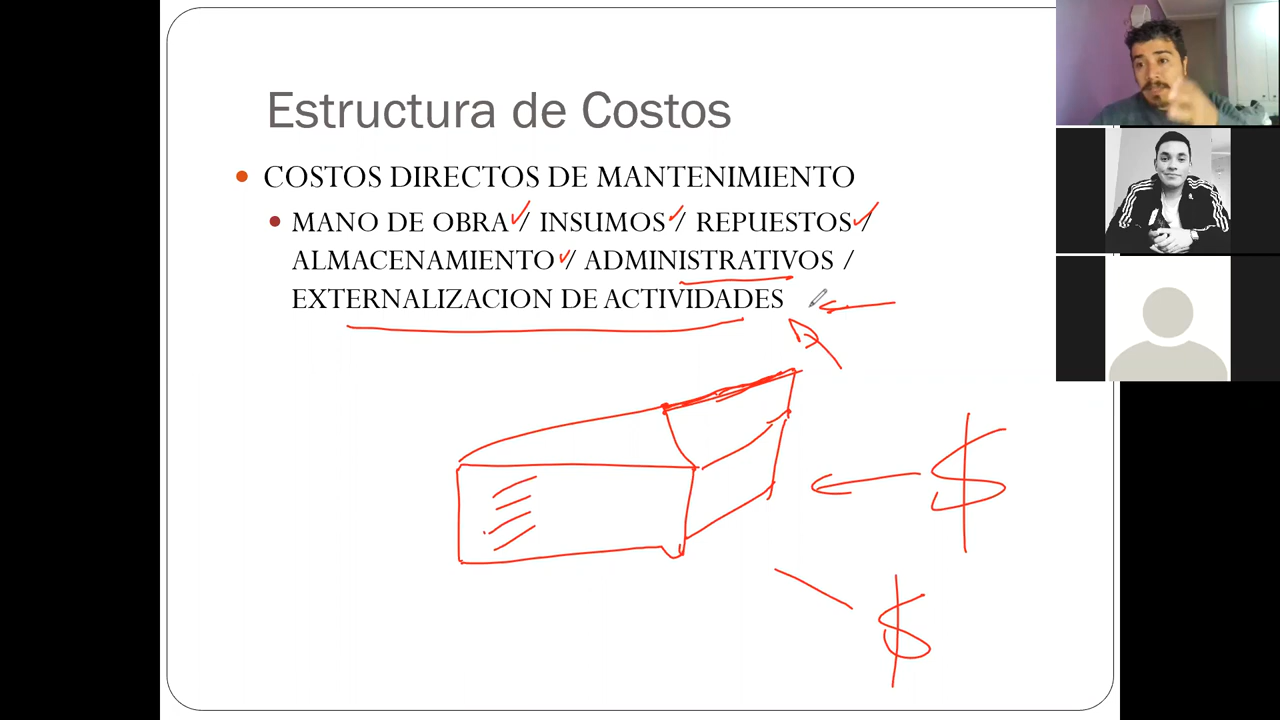 Estructura de Costos
COSTOS DIRECTOS DE MANTENIMIENTO
MANO DE OBRA / INSUMOS / REPUESTOS /
ALMACENAMIENTO / ADMINISTRATIVOS /
EXTERNALIZACION DE ACTIVIDADES
$
$